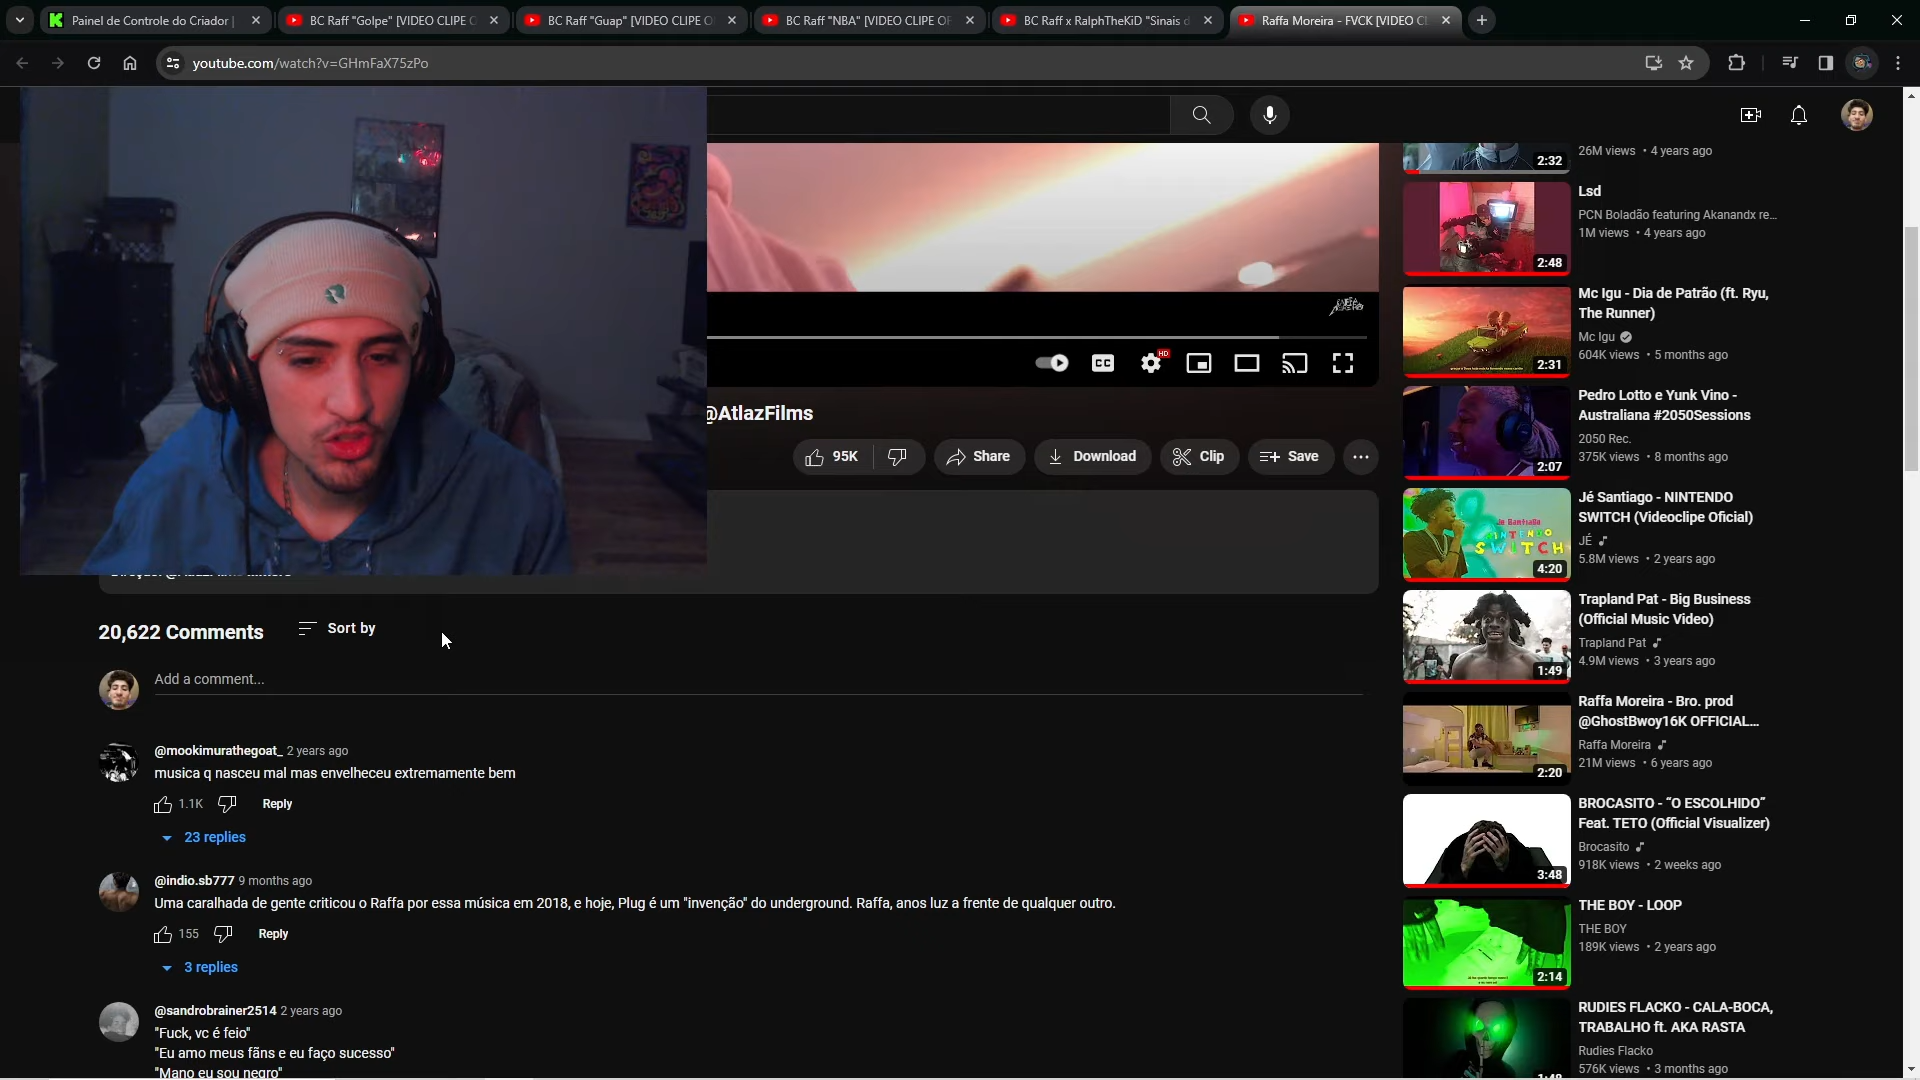 Painel de Controle do Criador |
BC Raff "Golpe" [VIDEO CLIPE O
BC Raff "Guap" [VIDEO CLIPE O
BC Raff "NBA" [VIDEO CLIPE OF
BC Raff x RalphTheKiD "Sinais d
Raffa Moreira - FVCK [VIDEO CL
youtube.com/watch?v=GHmFaX75zPo
@AtlazFilms
95K
Share
Download
Clip
Save
20,622 Comments
Sort by
Add a comment...
@mookimurathegoat_ 2 years ago
musica q nasceu mal mas envelheceu extremamente bem
1.1K
Reply
23 replies
@indio.sb777 9 months ago
Uma caralhada de gente criticou o Raffa por essa música em 2018, e hoje, Plug é um "invenção" do underground. Raffa, anos luz a frente de qualquer outro.
155
Reply
3 replies
@sandrobrainer2514 2 years ago
"Fuck, vc é feio"
"Eu amo meus fãns e eu faço sucesso"
"Mano eu sou negro"
CC
HD
2:32
26M views • 4 years ago
2:48
Lsd
PCN Boladão featuring Akanandx re...
1M views • 4 years ago
2:31
Mc Igu - Dia de Patrão (ft. Ryu,
The Runner)
Mc Igu
604K views • 5 months ago
2:07
Pedro Lotto e Yunk Vino -
Australiana #2050Sessions
2050 Rec.
375K views • 8 months ago
Jé Santiago
NINTENDO
SWITCH
4:20
Jé Santiago - NINTENDO
SWITCH (Videoclipe Oficial)
JÉ
5.8M views • 2 years ago
1:49
Trapland Pat - Big Business
(Official Music Video)
Trapland Pat
4.9M views • 3 years ago
2:20
Raffa Moreira - Bro. prod
@GhostBwoy16K OFFICIAL...
Raffa Moreira
21M views • 6 years ago
3:48
BROCASITO - “O ESCOLHIDO”
Feat. TETO (Official Visualizer)
Brocasito
918K views • 2 weeks ago
2:14
THE BOY - LOOP
THE BOY
189K views • 2 years ago
1:48
RUDIES FLACKO - CALA-BOCA,
TRABALHO ft. AKA RASTA
Rudies Flacko
576K views • 3 months ago